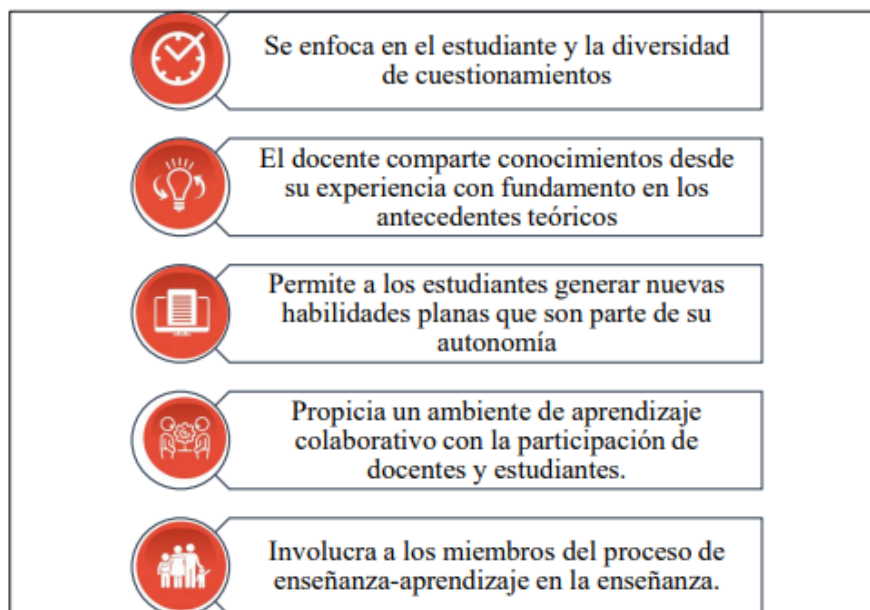 Se enfoca en el estudiante y la diversidad
de cuestionamientos
El docente comparte conocimientos desde
su experiencia con fundamento en los
antecedentes teóricos
Permite a los estudiantes generar nuevas
habilidades planas que son parte de su
autonomía
Propicia un ambiente de aprendizaje
colaborativo con la participación de
docentes y estudiantes.
Involucra a los miembros del proceso de
enseñanza-aprendizaje en la enseñanza.